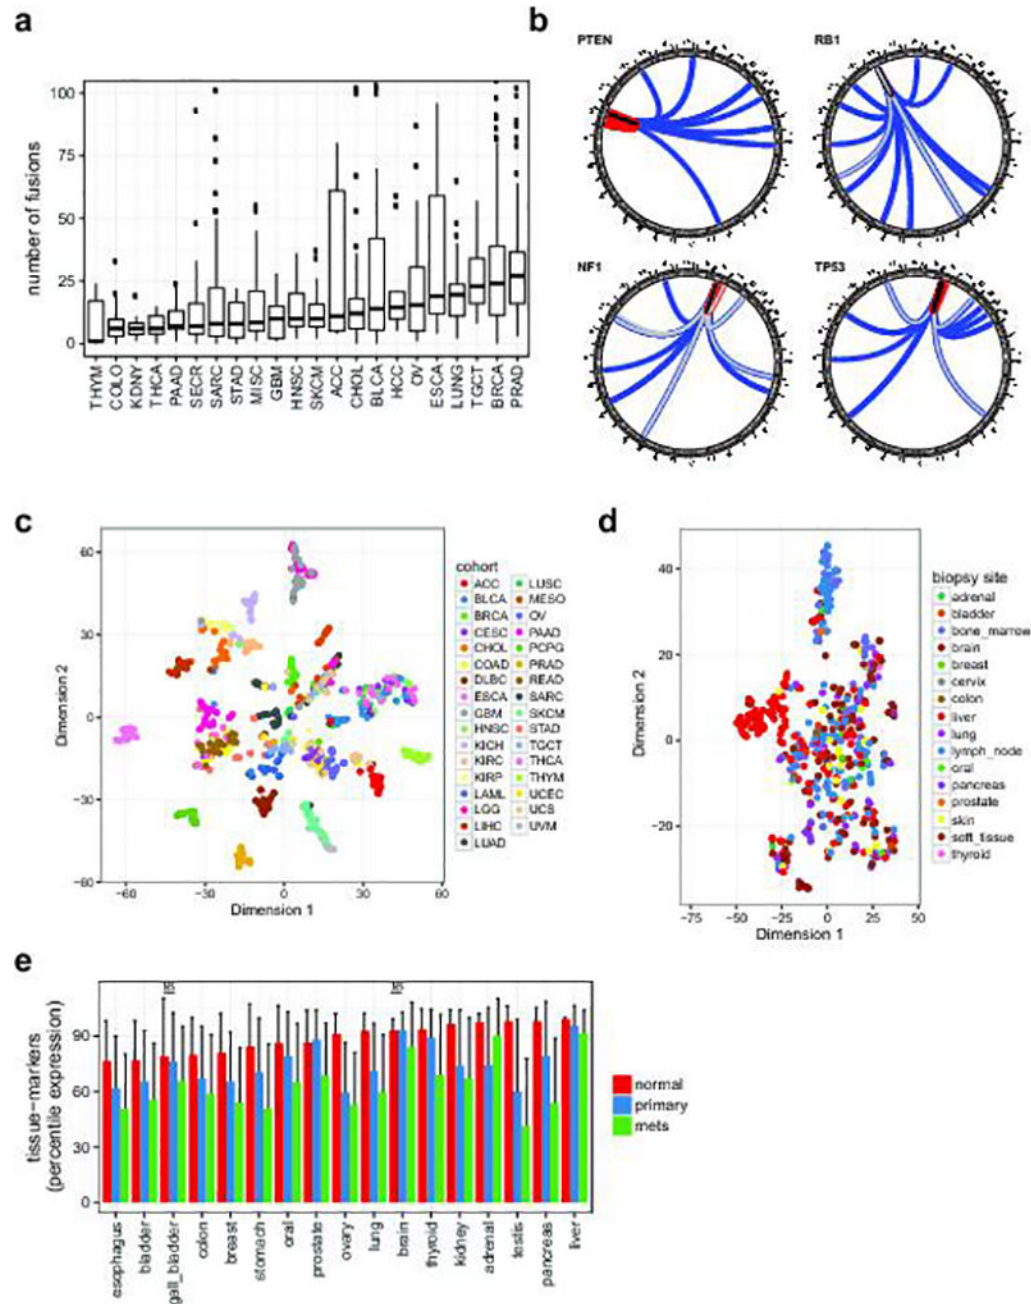 a
number of fusions
100
75
50
25
0
THYM
COLO
KDNY
THCA
PAAD
SECR
SARC
STAD
MISC
GBM
HNSC
SKCM
ACC
CHOL
BLCA
HCC
OV
ESCA
LUNG
TGCT
BRCA
PRAD
b
PTEN
RB1
NF1
TP53
c
Dimension 2
60
30
0
−30
−60
−60
−30
0
30
60
Dimension 1
cohort
ACC
BLCA
BRCA
CESC
CHOL
COAD
DLBC
ESCA
GBM
HNSC
KICH
KIRC
KIRP
LAML
LGG
LIHC
LUAD
LUSC
MESO
OV
PAAD
PCPG
PRAD
READ
SARC
SKCM
STAD
TGCT
THCA
THYM
UCEC
UCS
UVM
d
Dimension 2
40
20
0
−20
−75
−50
−25
0
25
50
Dimension 1
biopsy site
adrenal
bladder
bone_marrow
brain
breast
cervix
colon
liver
lung
lymph_node
oral
pancreas
prostate
skin
soft_tissue
thyroid
e
tissue−markers
(percentile expression)
90
60
30
0
esophagus
bladder
gall_bladder
colon
breast
stomach
oral
prostate
ovary
lung
brain
thyroid
kidney
adrenal
testis
pancreas
liver
normal
primary
mets